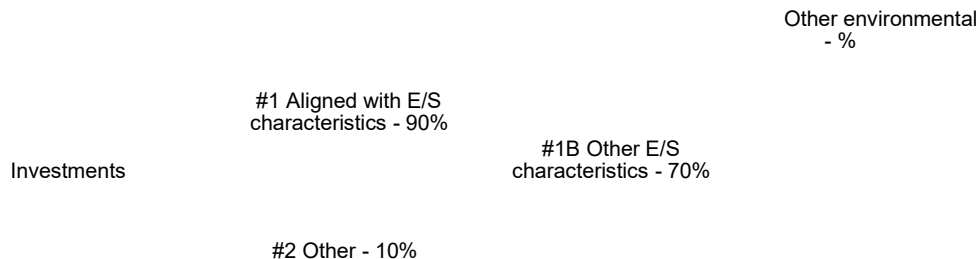 Other environmental
- %
#1 Aligned with E/S
characteristics - 90%
#1B Other E/S
characteristics - 70%
Investments
#2 Other - 10%